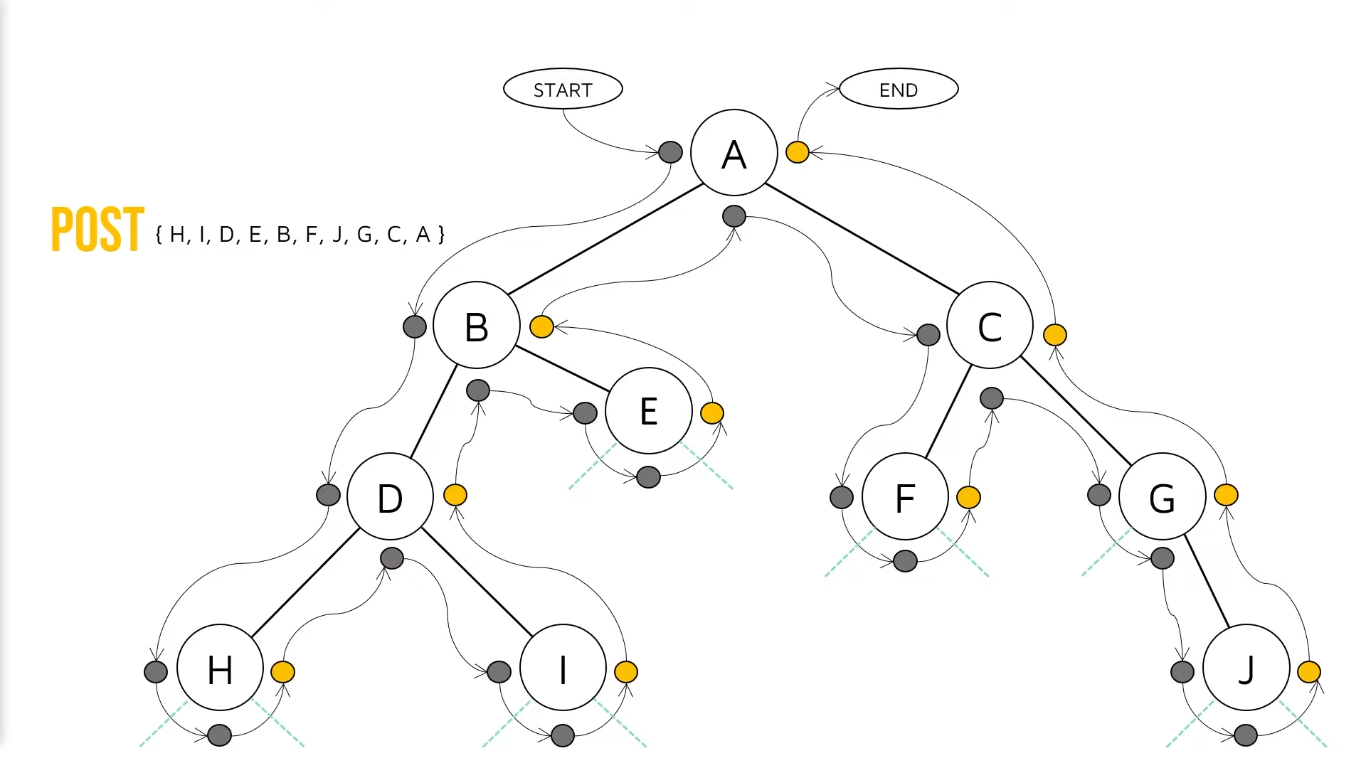 START
END
A
POST { H, I, D, E, B, F, J, G, C, A }
B
C
E
D
F
G
H
I
J